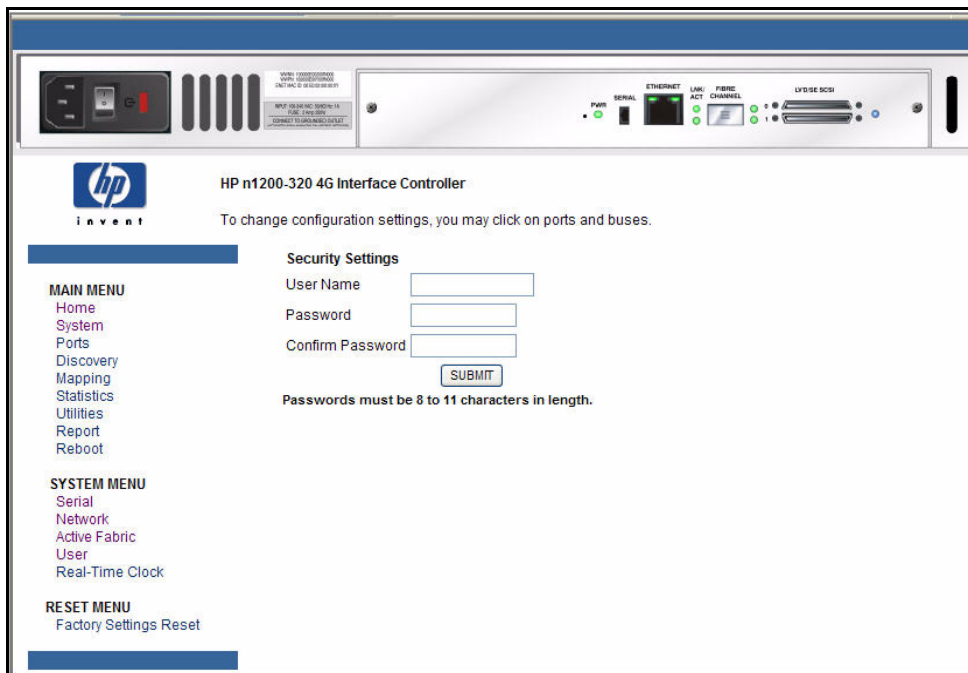 PWR
SERIAL
ETHERNET
LNK/
ACT
FIBRE
CHANNEL
LVD/SE SCSI
0
1
hp
invent
HP n1200-320 4G Interface Controller
To change configuration settings, you may click on ports and buses.
MAIN MENU
Home
System
Ports
Discovery
Mapping
Statistics
Utilities
Report
Reboot
SYSTEM MENU
Serial
Network
Active Fabric
User
Real-Time Clock
RESET MENU
Factory Settings Reset
Security Settings
User Name
Password
Confirm Password
SUBMIT
Passwords must be 8 to 11 characters in length.